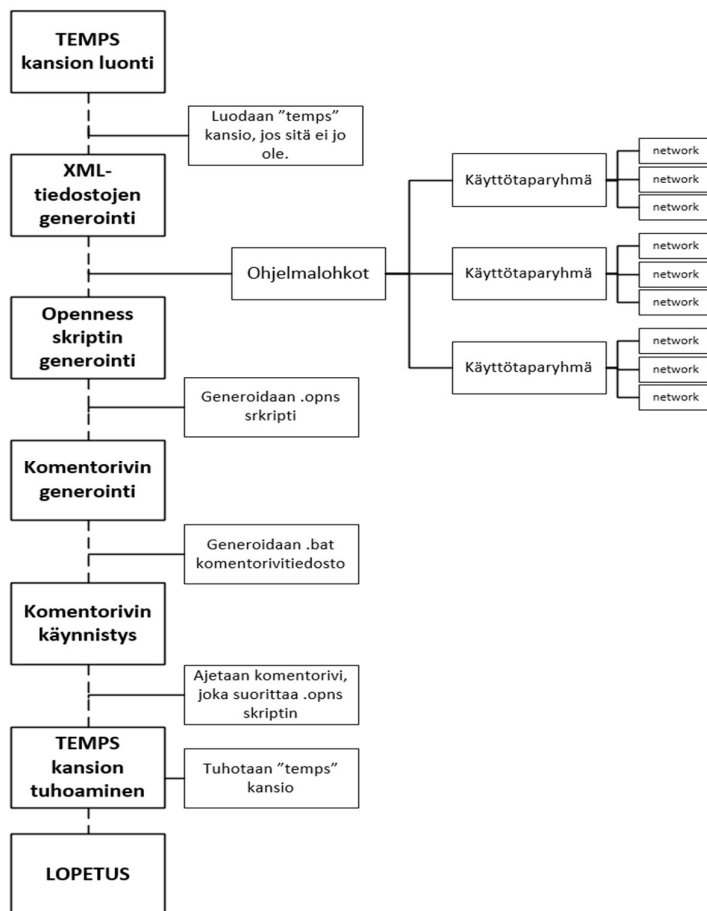 TEMPS
kansion luonti
Luodaan ”temps”
kansio, jos sitä ei jo
ole.
XML-
tiedostojen
generointi
Ohjelmalohkot
Käyttötaparyhmä
network
network
network
Käyttötaparyhmä
network
network
network
Käyttötaparyhmä
network
network
network
Openness
skriptin
generointi
Generoidaan .opns
srkripti
Komentorivin
generointi
Generoidaan .bat
komentorivitiedosto
Komentorivin
käynnistys
Ajetaan komentorivi,
joka suorittaa .opns
skriptin
TEMPS
kansion
tuhoaminen
Tuhotaan ”temps”
kansio
LOPETUS